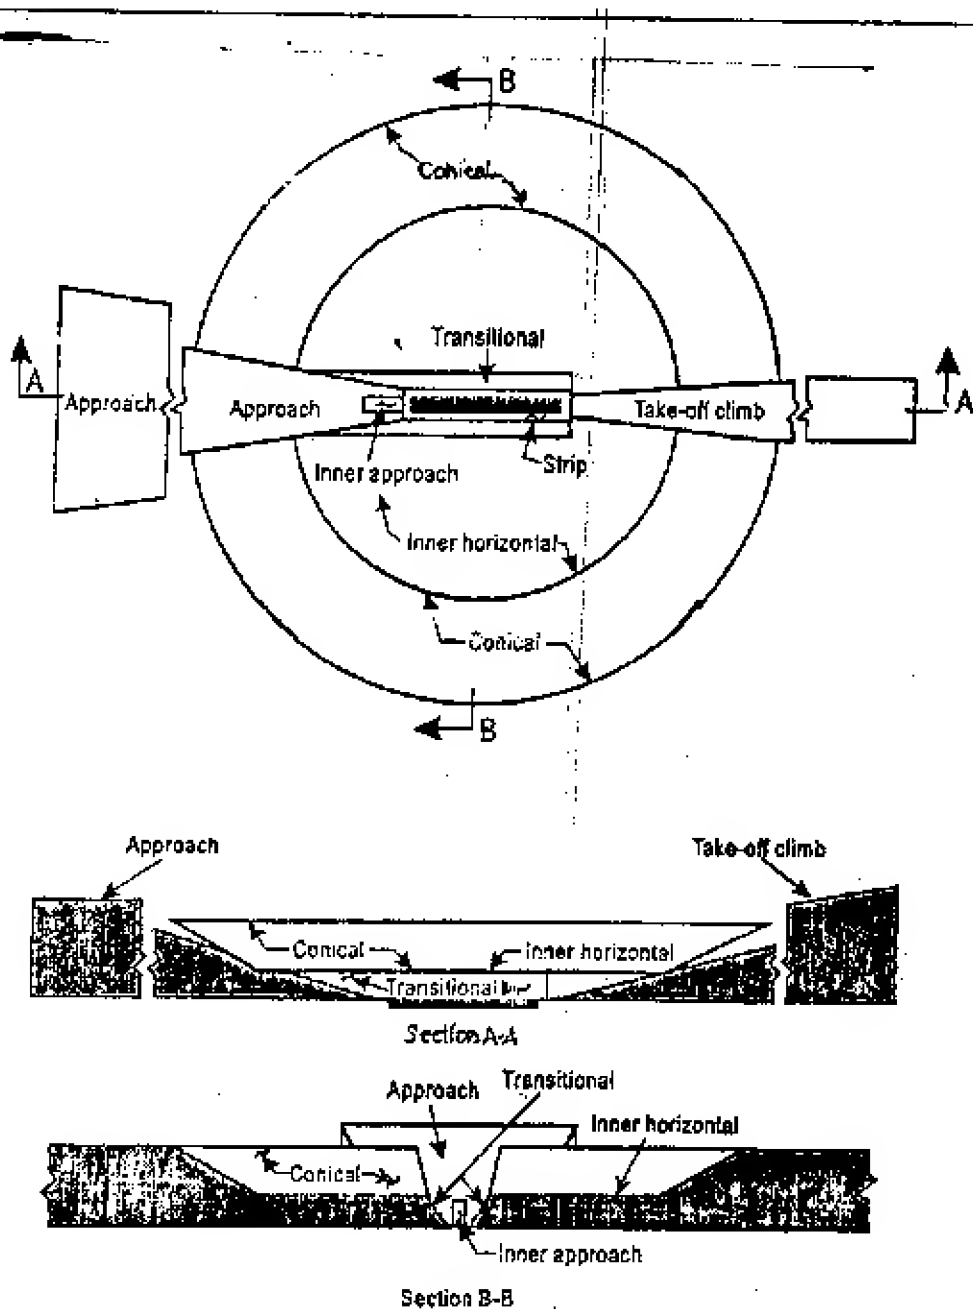 B
Conical
Transitional
A
A
Approach
Approach
Take-off climb
Inner approach
Strip
Inner horizontal
Conical
B
Approach
Take-off climb
Conical
Inner horizontal
Transitional
Section A-A
Approach
Transitional
Inner horizontal
Conical
Inner approach
Section B-B